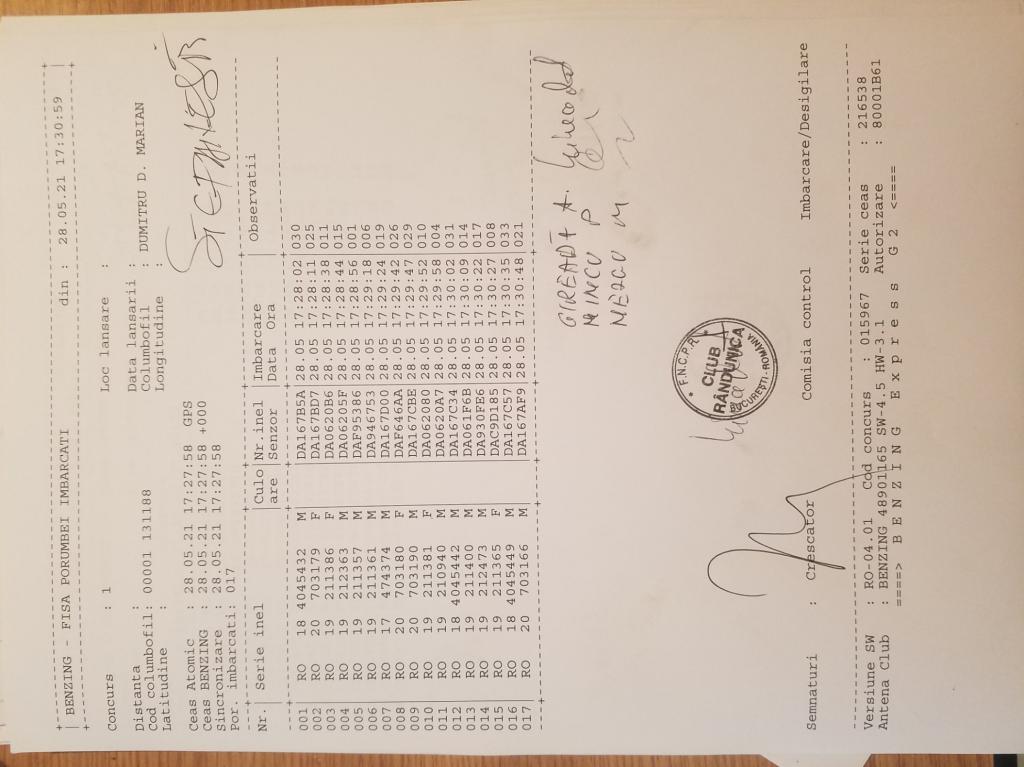 BENZING - FISA PORUMBEI IMBARCATI din : 28.05.21 17:30:59
Concurs : 1 Loc lansare :
Distanta : Data lansarii :
Cod columbofil: 00001 131188 Columbofil : DUMITRU D. MARIAN
Latitudine : Longitudine :
Ceas Atomic : 28.05.21 17:27:58 GPS
Ceas BENZING : 28.05.21 17:27:58 +000
Sincronizare : 28.05.21 17:27:58
Por. imbarcati: 017
Nr. | Serie inel |Culo|Nr.inel |Imbarcare | Observatii
are |Senzor |Data Ora |
001 RO 18 4045432 M DA167B5A 28.05 17:28:02 030
002 RO 20 703179 F DA167BD7 28.05 17:28:11 025
003 RO 19 211386 F DA0620B6 28.05 17:28:38 011
004 RO 19 212363 M DA06205F 28.05 17:28:44 015
005 RO 19 211357 M DAF95386 28.05 17:28:56 001
006 RO 19 211361 M DA946753 28.05 17:29:18 006
007 RO 17 474374 M DA167D00 28.05 17:29:24 019
008 RO 20 703180 F DAF646AA 28.05 17:29:42 026
009 RO 20 703190 M DA167CBE 28.05 17:29:47 029
010 RO 19 211381 F DA062080 28.05 17:29:52 010
011 RO 19 210940 M DA0620A7 28.05 17:29:58 004
012 RO 18 4045442 M DA167C34 28.05 17:30:02 031
013 RO 19 211400 M DA061F6B 28.05 17:30:09 014
014 RO 19 212473 M DA930FE6 28.05 17:30:22 017
015 RO 19 211365 F DAC9D185 28.05 17:30:27 008
016 RO 18 4045449 M DA167C57 28.05 17:30:35 033
017 RO 20 703166 M DA167AF9 28.05 17:30:48 021
MINCU P
F.N.C.P.R.
CLUB
RÂNDUNICA
BUCUREŞTI-ROMANIA
Semnaturi : Crescator Comisia control Imbarcare/Desigilare
Versiune SW : RO-04.01 Cod concurs : 015967 Serie ceas : 216538
Antena Club : BENZING 48901165 SW-4.5 HW-3.1 Autorizare : 80001B61
====> B E N Z I N G E x p r e s s G 2 <====